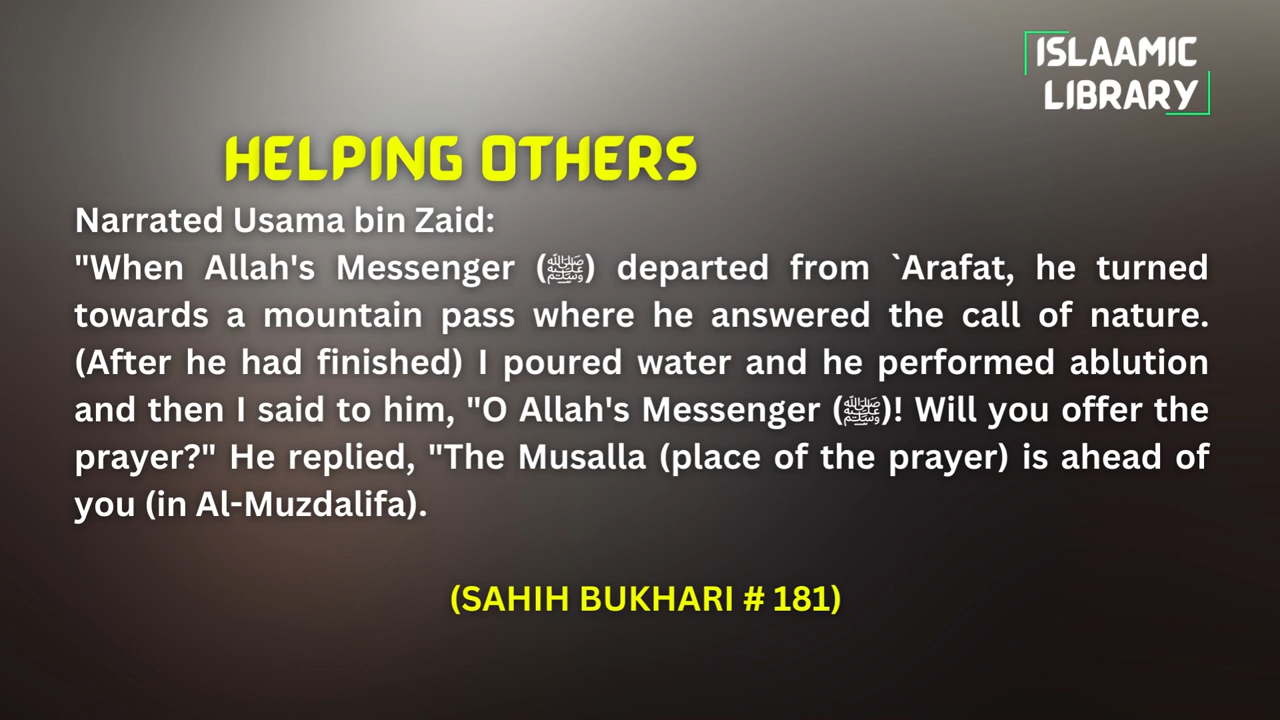 ISLAAMIC
LIBRARY
HELPING OTHERS
Narrated Usama bin Zaid:
"When Allah's Messenger (ﷺ) departed from `Arafat, he turned
towards a mountain pass where he answered the call of nature.
(After he had finished) I poured water and he performed ablution
and then I said to him, "O Allah's Messenger (ﷺ)! Will you offer the
prayer?" He replied, "The Musalla (place of the prayer) is ahead of
you (in Al-Muzdalifa).
(SAHIH BUKHARI # 181)